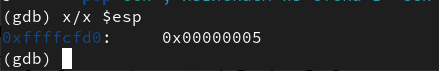 (gdb) x/x $esp
0xffffcfd0:     0x00000005
(gdb)